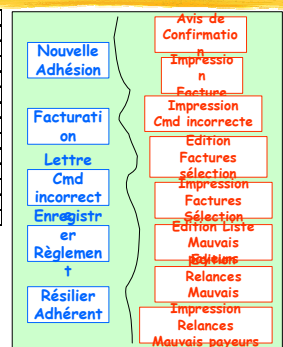 Nouvelle
Adhésion
Facturati
on
Lettre
Cmd
incorrect
e
Enregistr
er
Règlemen
t
Résilier
Adhérent
Avis de
Confirmatio
n
Impressio
n
Facture
Impression
Cmd incorrecte
Edition
Factures
sélection
Impression
Factures
Sélection
Edition Liste
Mauvais
payeurs
Edition
Relances
Mauvais
Impression
Relances
Mauvais payeurs